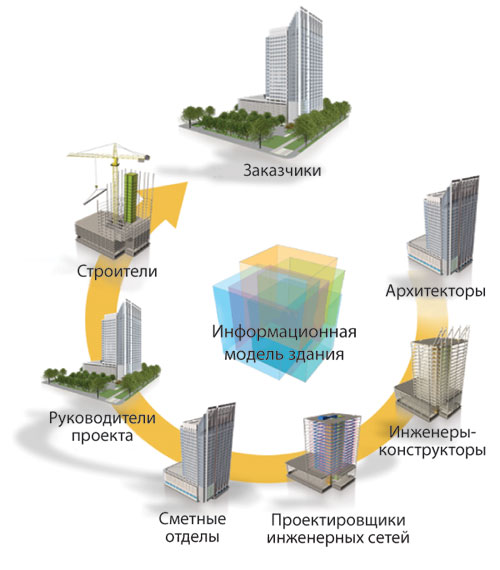 Заказчики
Строители
Архитекторы
Информационная
модель здания
Руководители
проекта
Инженеры-
конструкторы
Сметные
отделы
Проектировщики
инженерных сетей